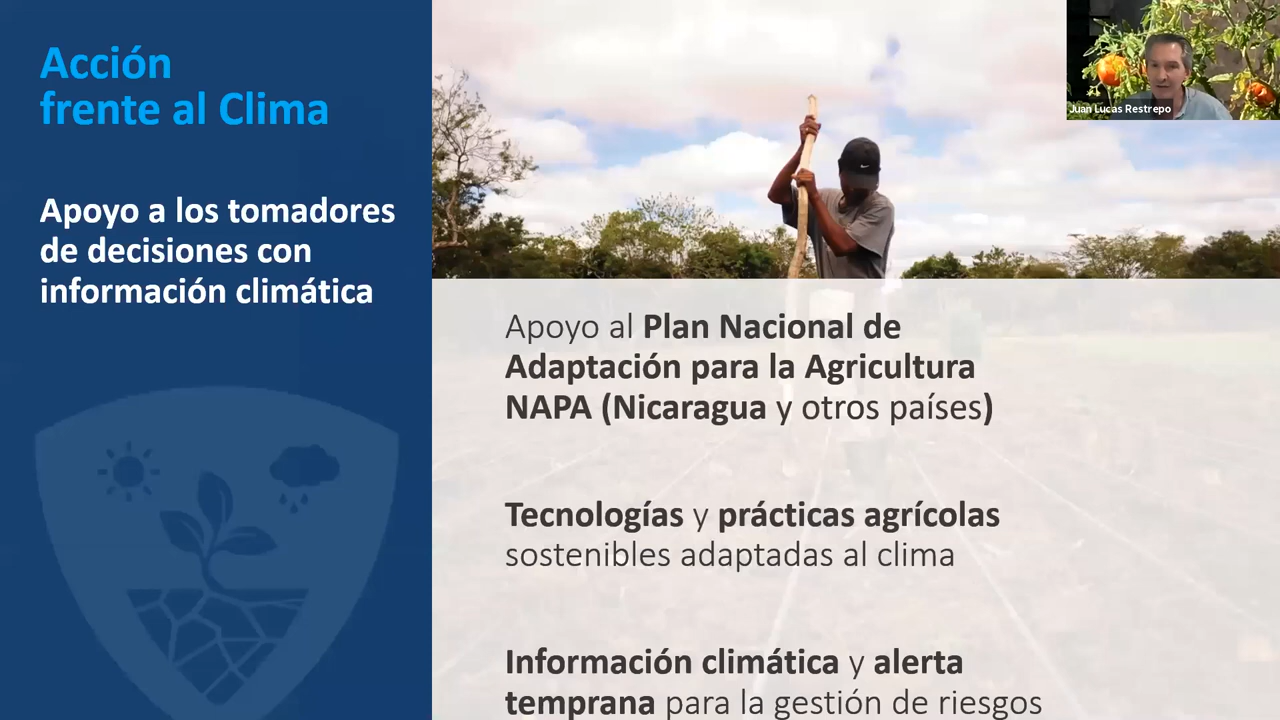 Acción
frente al Clima
Apoyo a los tomadores
de decisiones con
información climática
Juan Lucas Restrepo
Apoyo al Plan Nacional de
Adaptación para la Agricultura
NAPA (Nicaragua y otros países)
Tecnologías y prácticas agrícolas
sostenibles adaptadas al clima
Información climática y alerta
temprana para la gestión de riesgos